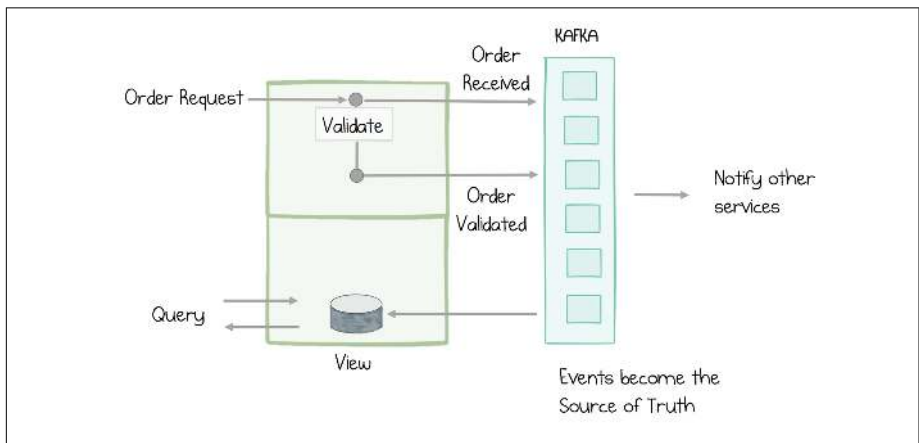 KAFKA
Order
Received
Order Request
Validate
Order
Validated
Notify other
services
Query
View
Events become the
Source of Truth